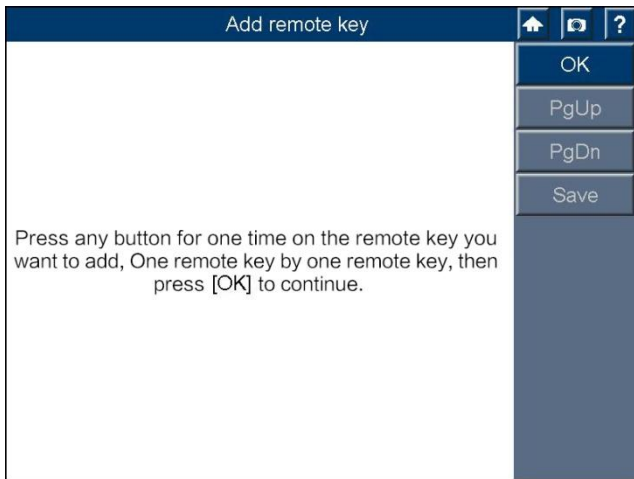 Add remote key
?
OK
PgUp
PgDn
Save
Press any button for one time on the remote key you
want to add, One remote key by one remote key, then
press [OK] to continue.